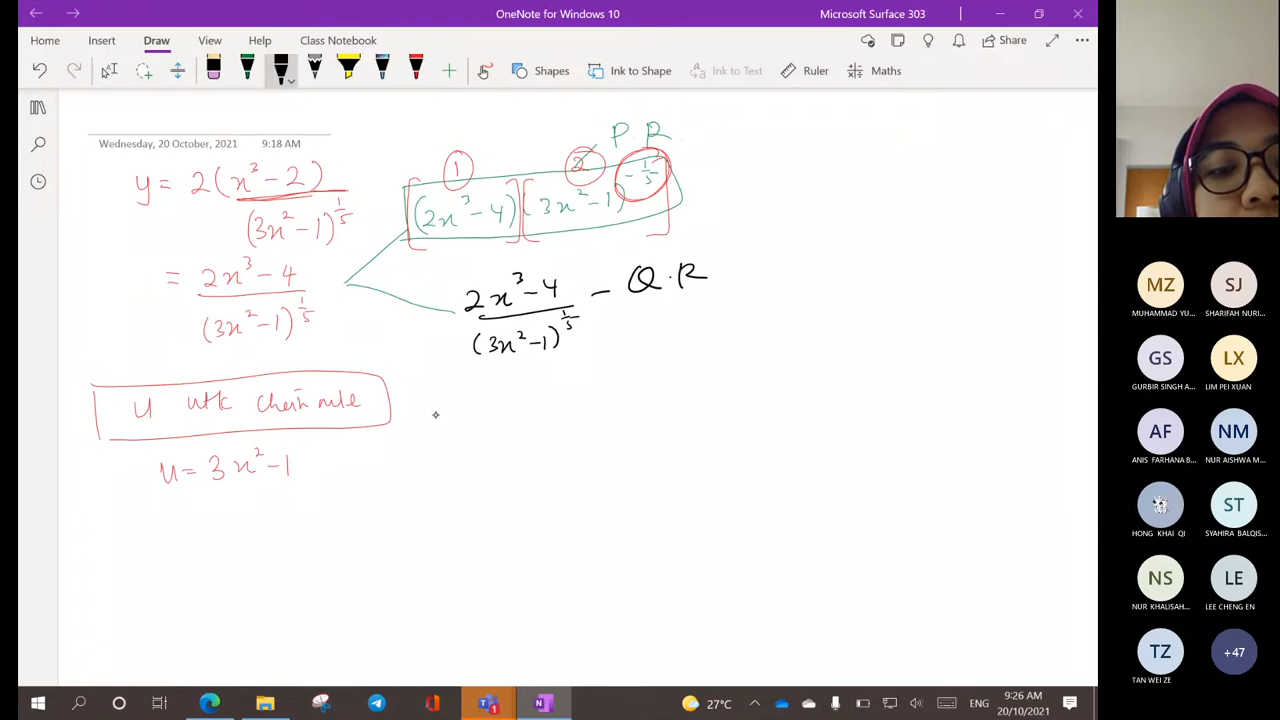 OneNote for Windows 10
Microsoft Surface 303
Home Insert Draw View Help Class Notebook
Share
Shapes
Ink to Shape
Ink to Text
Ruler
Maths
Wednesday, 20 October, 2021 9:18 AM
y = 2(x³ − 2)
(3x² − 1)^1/5
= 2x³ − 4
(3x² − 1)^1/5
① ② P.R
[(2x³ − 4)][(3x² − 1)^−1/5]
2x³ − 4 – Q.R
(3x² − 1)^1/5
u utk chain rule
u = 3x² − 1
MZ
MUHAMMAD YU...
SJ
SHARIFAH NURI...
GS
GURBIR SINGH A...
LX
LIM PEI XUAN
AF
ANIS FARHANA B...
NM
NUR AISHWA M...
HONG KHAI QI
ST
SYAHIRA BALQIS...
NS
NUR KHALISAH...
LE
LEE CHENG EN
TZ
TAN WEI ZE
+47
27°C
ENG
9:26 AM
20/10/2021